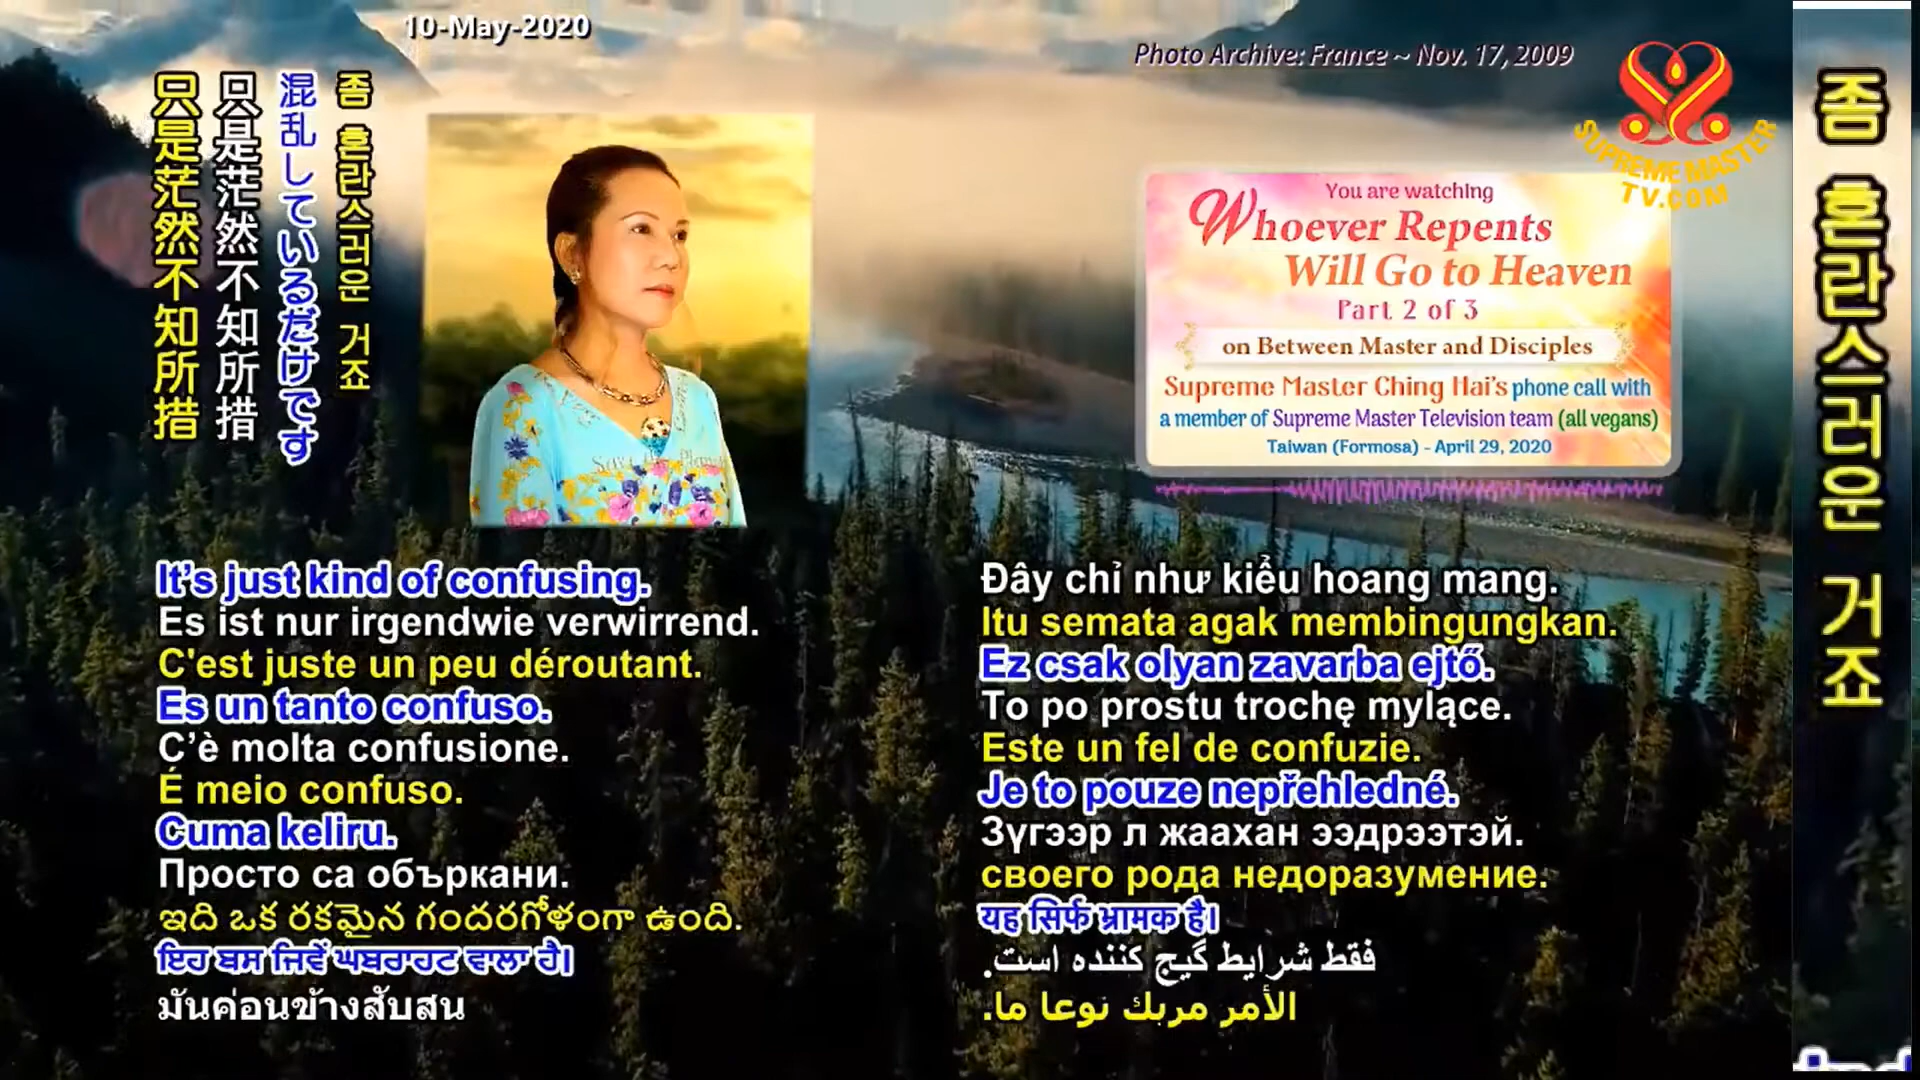 10-May-2020
Photo Archive: France ~ Nov. 17, 2009
SUPREME MASTER
TV.COM
You are watching
Whoever Repents
Will Go to Heaven
Part 2 of 3
on Between Master and Disciples
Supreme Master Ching Hai's phone call with
a member of Supreme Master Television team (all vegans)
Taiwan (Formosa) - April 29, 2020
좀 혼란스러운 거죠
混乱しているだけです
只是茫然不知所措
只是茫然不知所措
좀 혼란스러운 거죠
It’s just kind of confusing.
Es ist nur irgendwie verwirrend.
C'est juste un peu déroutant.
Es un tanto confuso.
C’è molta confusione.
É meio confuso.
Cuma keliru.
Просто са объркани.
ఇది ఒక రకమైన గందరగోళంగా ఉంది.
ਇਹ ਬਸ ਜਿਵੇਂ ਘਬਰਾਹਟ ਵਾਲਾ ਹੈ।
มันค่อนข้างสับสน
Đây chỉ như kiểu hoang mang.
Itu semata agak membingungkan.
Ez csak olyan zavarba ejtő.
To po prostu trochę mylące.
Este un fel de confuzie.
Je to pouze nepřehledné.
Зүгээр л жаахан ээдрээтэй.
своего рода недоразумение.
यह सिर्फ भ्रामक है।
فقط شرایط گیج کننده است.
الأمر مربك نوعا ما.